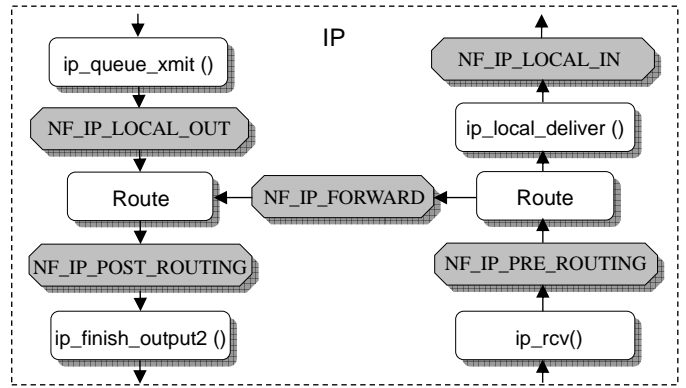 IP
ip_queue_xmit ()
NF_IP_LOCAL_OUT
Route
NF_IP_POST_ROUTING
ip_finish_output2 ()
NF_IP_FORWARD
NF_IP_LOCAL_IN
ip_local_deliver ()
Route
NF_IP_PRE_ROUTING
ip_rcv()